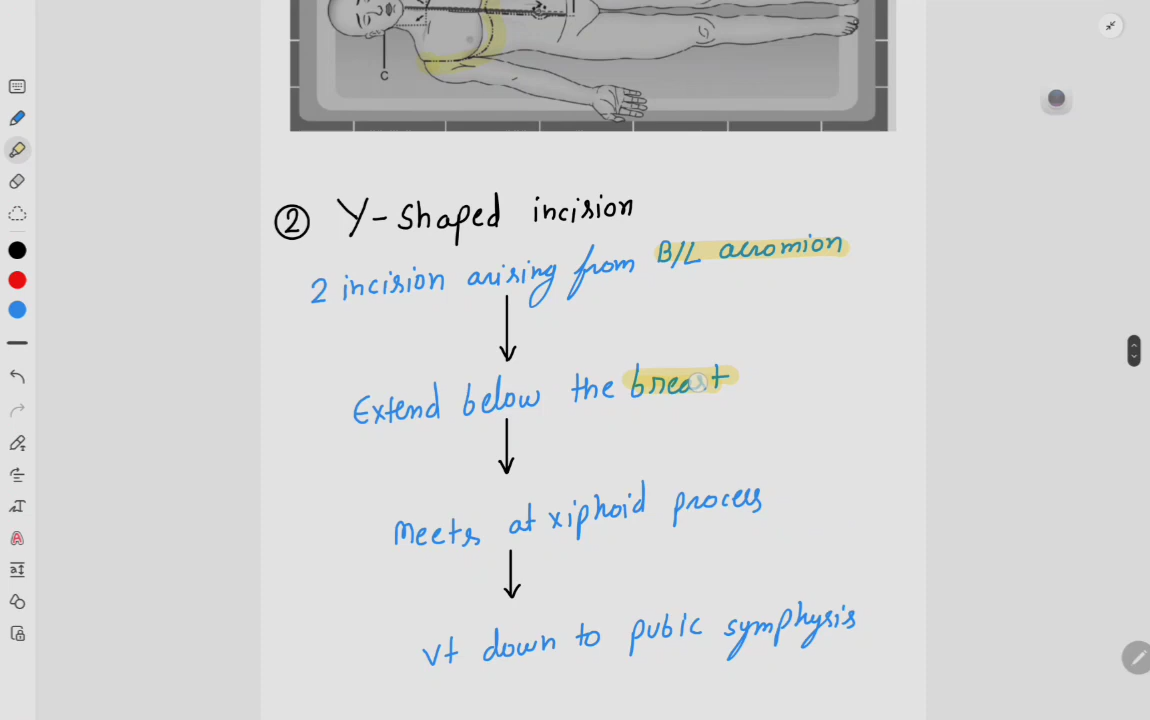 C
② Y-shaped incision
2 incision arising from B/L acromion
Extend below the breast
Meets at xiphoid process
Vt down to pubic symphysis